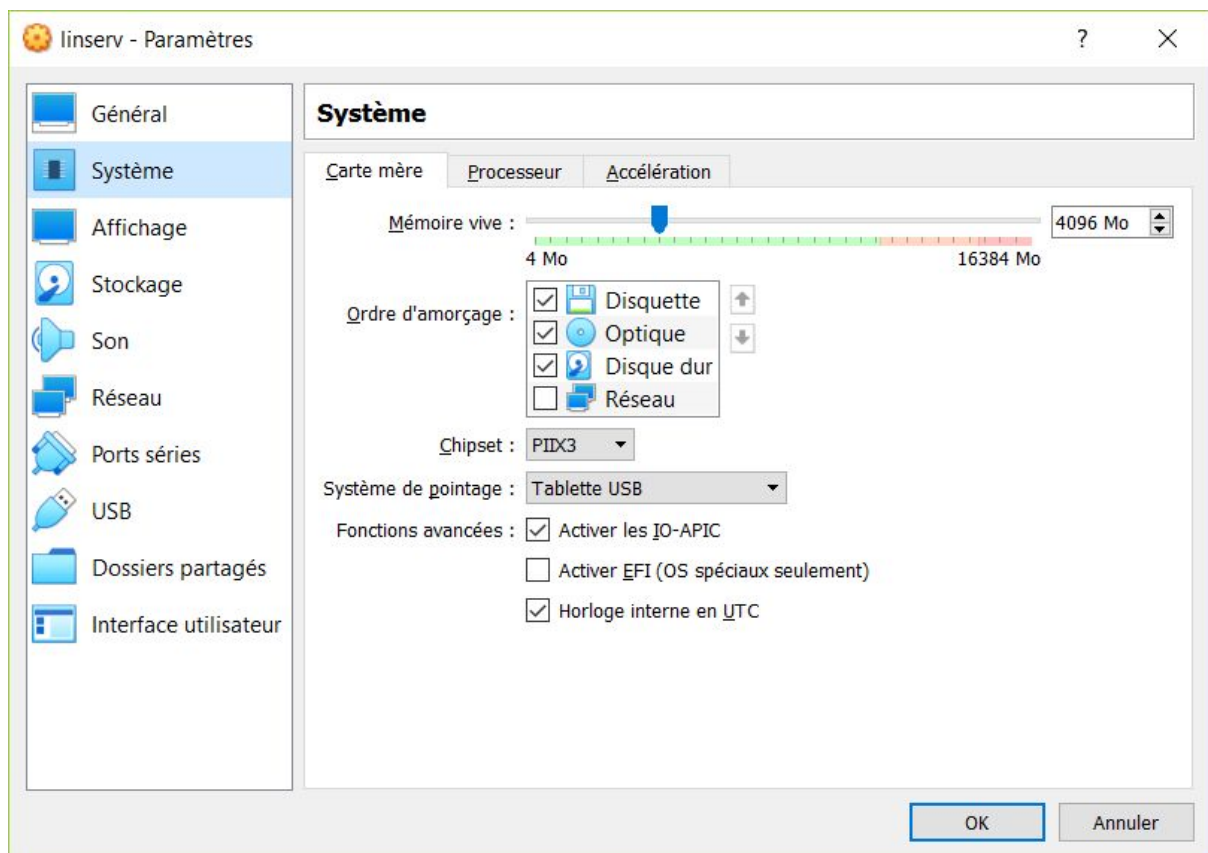 linserv - Paramètres
?
Général
Système
Affichage
Stockage
Son
Réseau
Ports séries
USB
Dossiers partagés
Interface utilisateur
Système
Carte mère Processeur Accélération
Mémoire vive : 4096 Mo
4 Mo 16384 Mo
Ordre d'amorçage : Disquette
Optique
Disque dur
Réseau
Chipset : PIIX3
Système de pointage : Tablette USB
Fonctions avancées : Activer les IO-APIC
Activer EFI (OS spéciaux seulement)
Horloge interne en UTC
OK Annuler